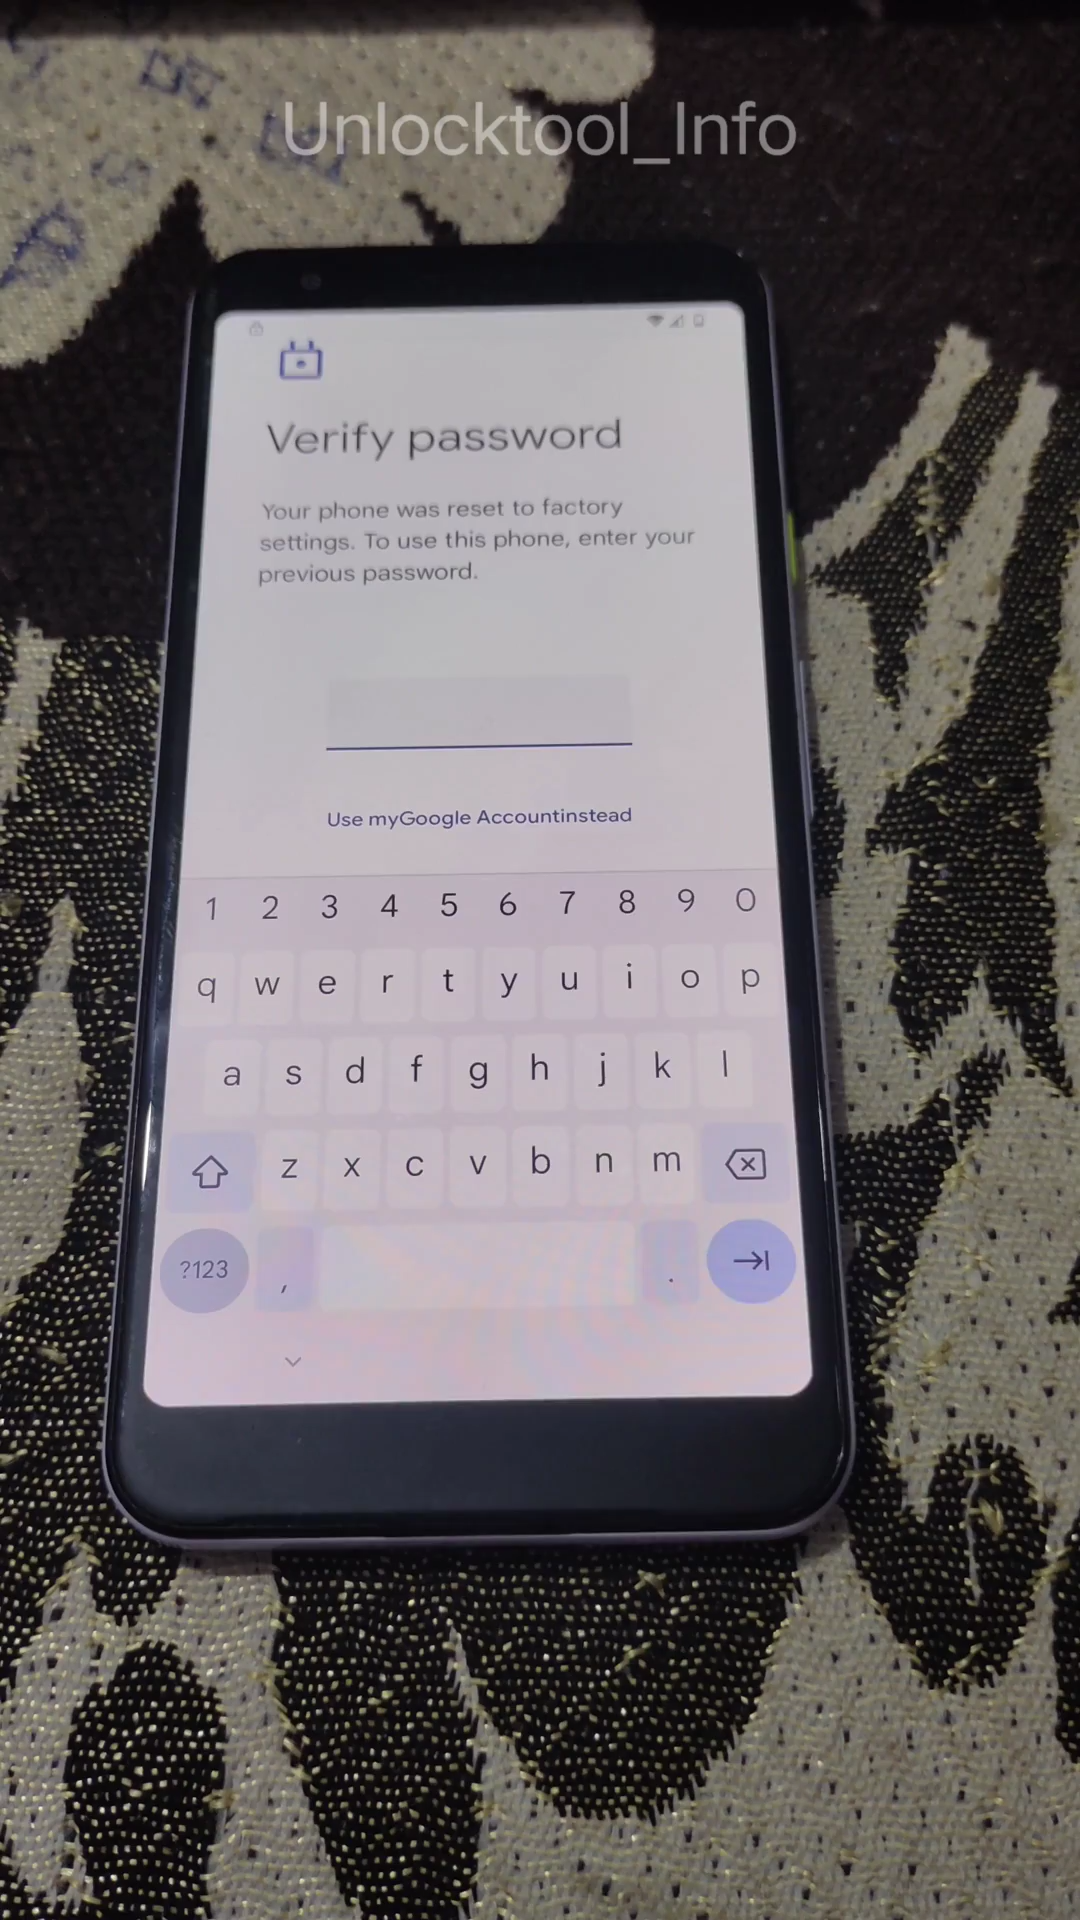 Unlocktool_Info
Verify password
Your phone was reset to factory
settings. To use this phone, enter your
previous password.
Use myGoogle Accountinstead
1 2 3 4 5 6 7 8 9 0
q w e r t y u i o p
a s d f g h j k l
z x c v b n m
?123 , .